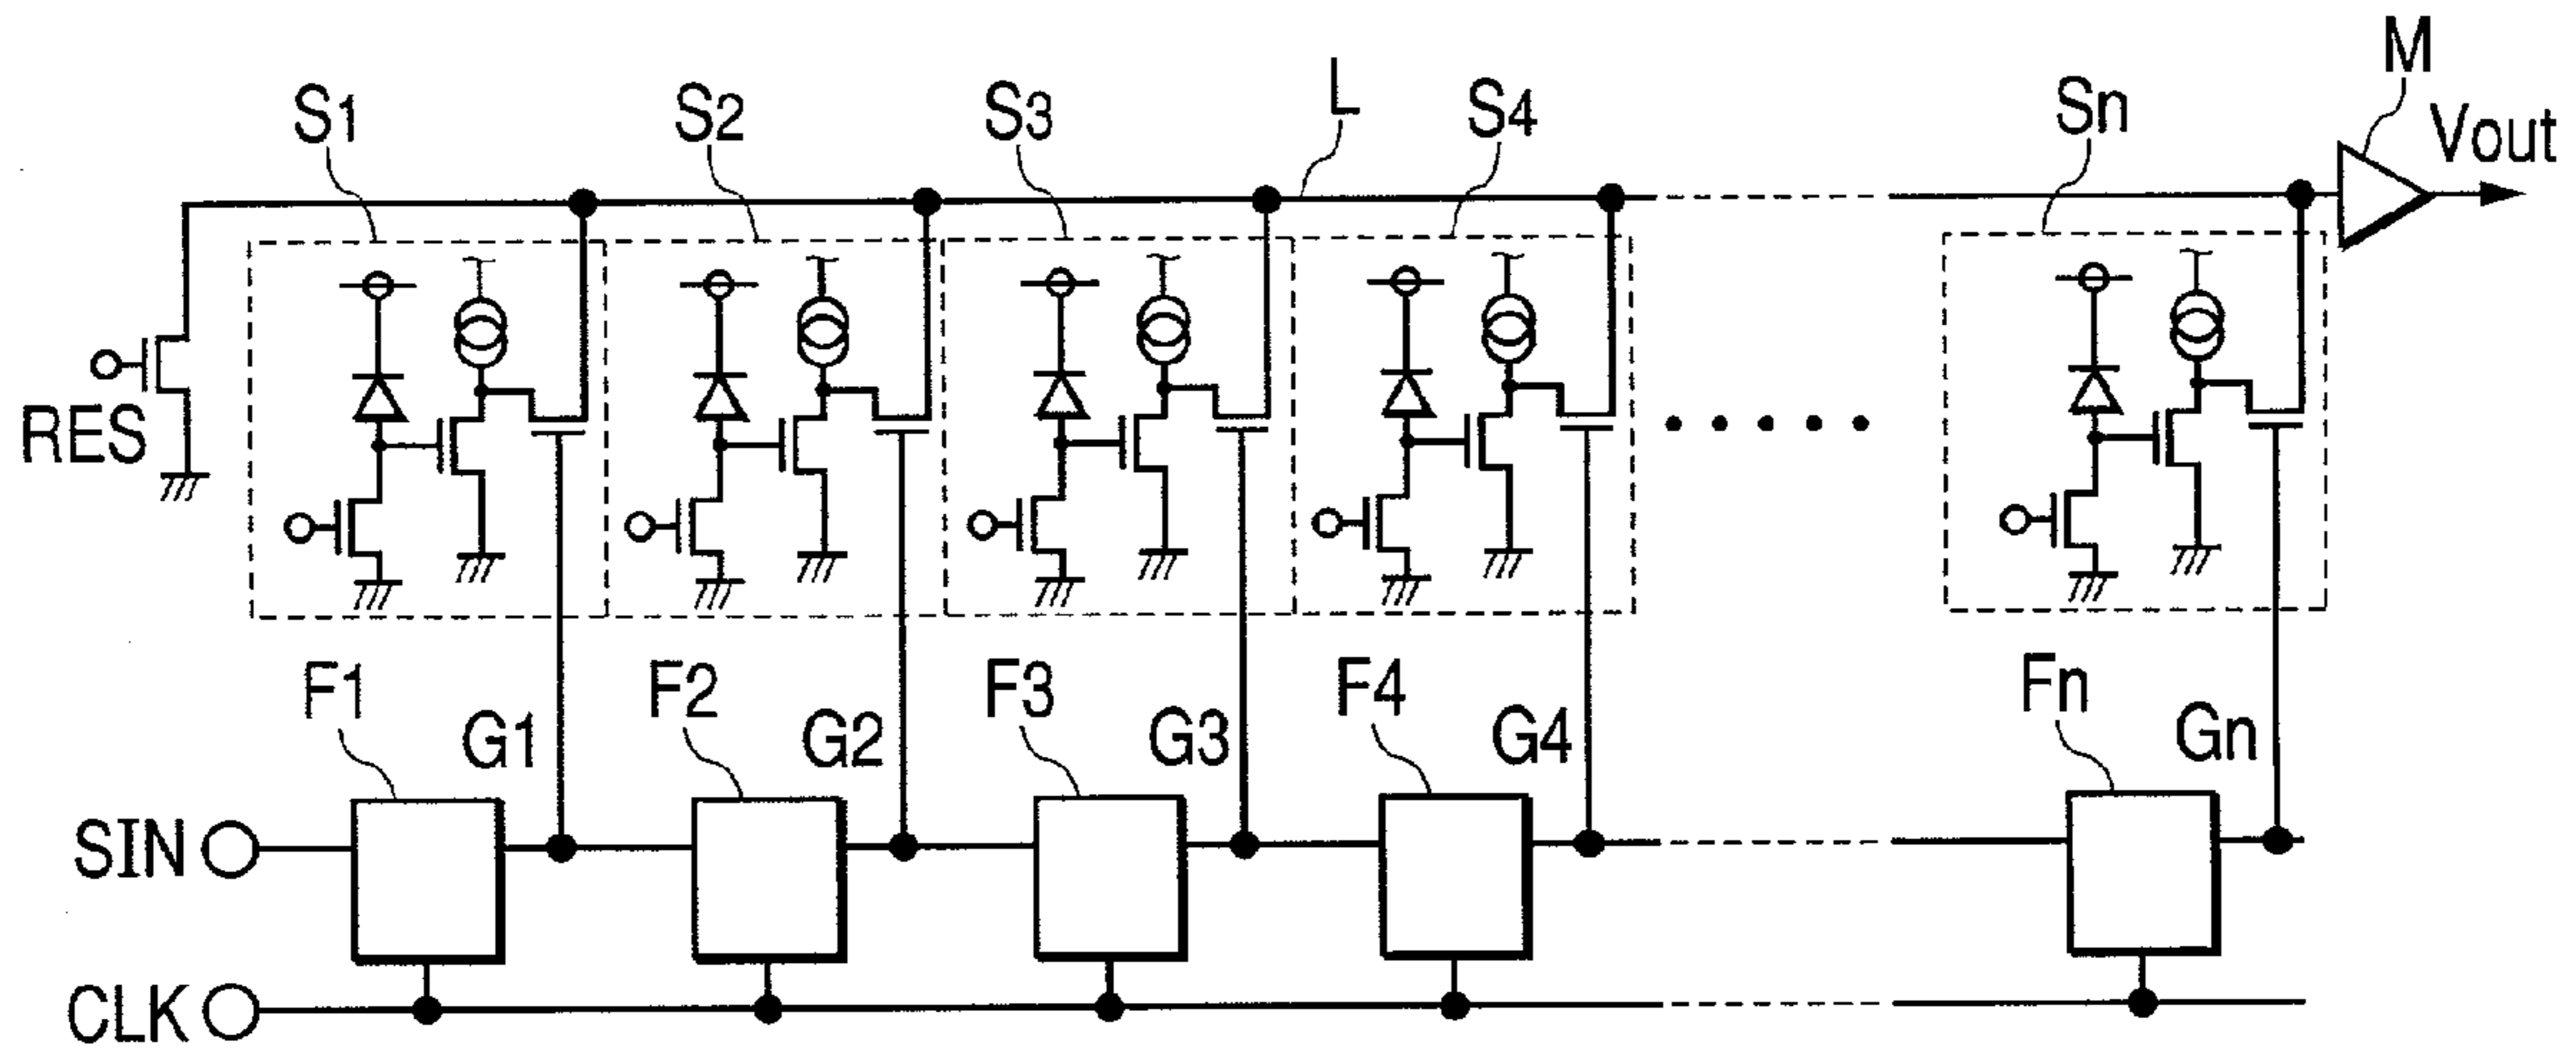 M
S1 S2 S3 L S4 Sn Vout
RES
F1 G1 F2 G2 F3 G3 F4 G4 Fn Gn
SIN
CLK